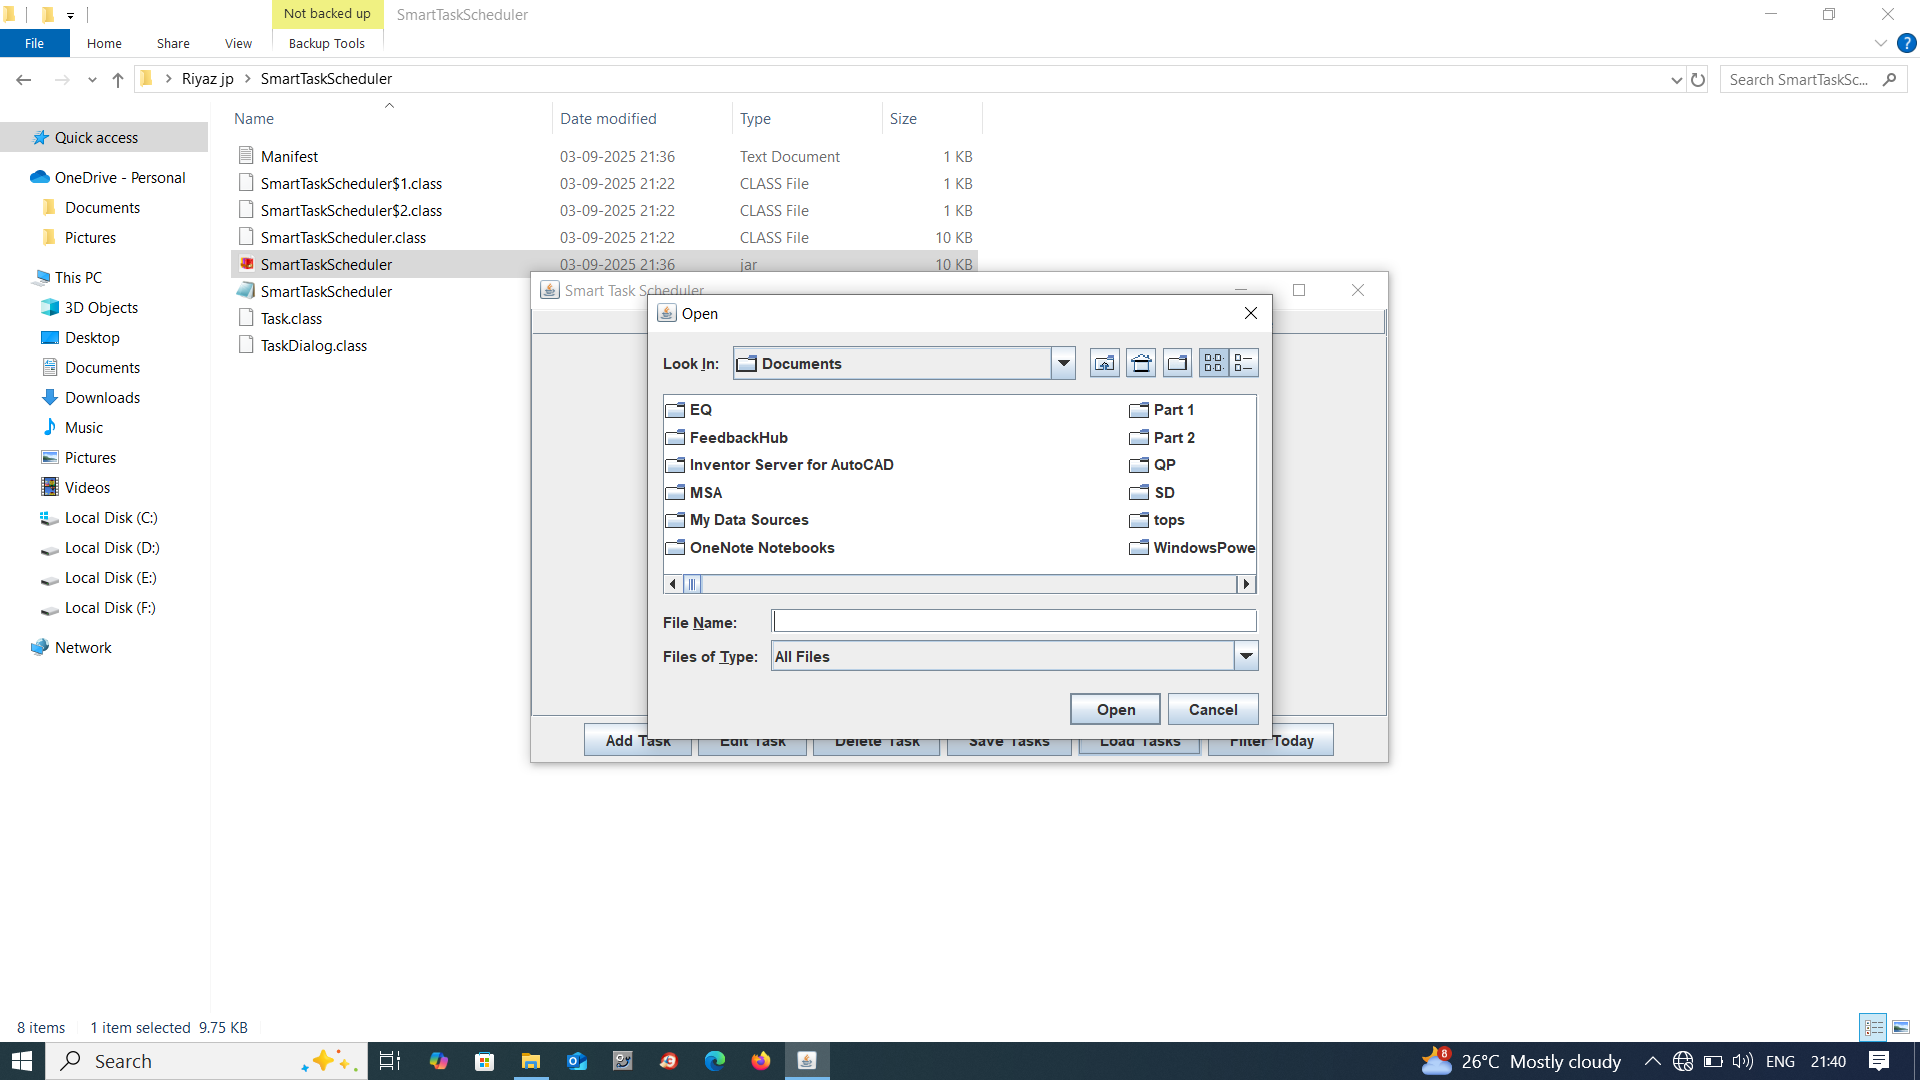 Not backed up
SmartTaskScheduler
File
Home
Share
View
Backup Tools
Riyaz jp
SmartTaskScheduler
Search SmartTaskSc...
Name
Date modified
Type
Size
Quick access
OneDrive - Personal
Documents
Pictures
This PC
3D Objects
Desktop
Documents
Downloads
Music
Pictures
Videos
Local Disk (C:)
Local Disk (D:)
Local Disk (E:)
Local Disk (F:)
Network
Manifest 03-09-2025 21:36 Text Document 1 KB
SmartTaskScheduler$1.class 03-09-2025 21:22 CLASS File 1 KB
SmartTaskScheduler$2.class 03-09-2025 21:22 CLASS File 1 KB
SmartTaskScheduler.class 03-09-2025 21:22 CLASS File 10 KB
SmartTaskScheduler 03-09-2025 21:36 jar 10 KB
SmartTaskScheduler
Task.class
TaskDialog.class
Smart Task Scheduler
Open
Look In: Documents
EQ
FeedbackHub
Inventor Server for AutoCAD
MSA
My Data Sources
OneNote Notebooks
Part 1
Part 2
QP
SD
tops
WindowsPowe
File Name:
Files of Type: All Files
Open
Cancel
Add Task
Edit Task
Delete Task
Save Tasks
Load Tasks
Filter Today
8 items 1 item selected 9.75 KB
Search
8
26°C Mostly cloudy
ENG
21:40